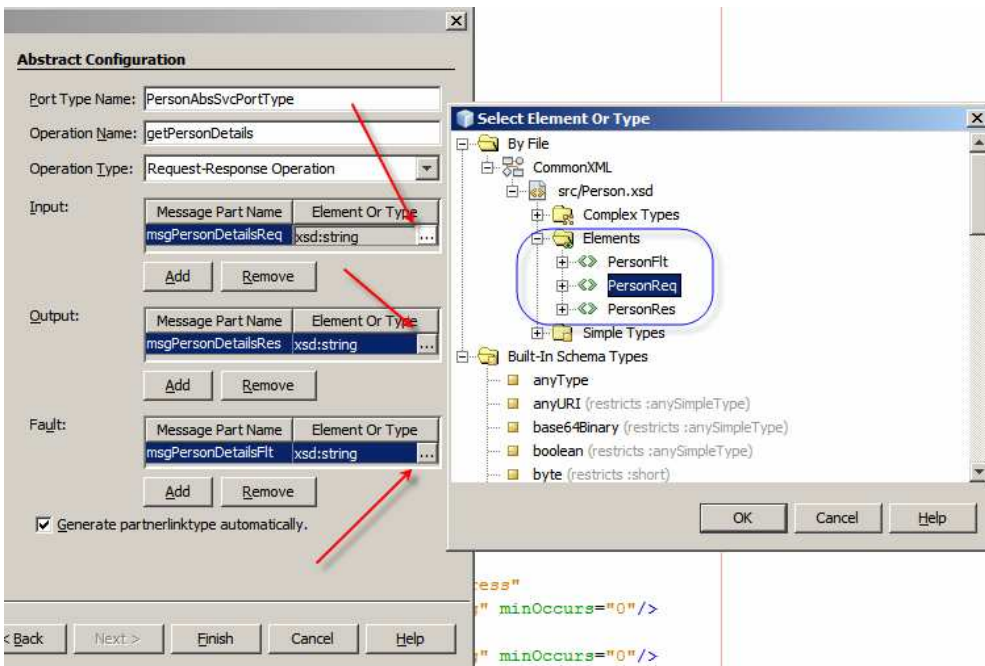 Abstract Configuration
Port Type Name: PersonAbsSvcPortType
Operation Name: getPersonDetails
Operation Type: Request-Response Operation
Input:
Message Part Name Element Or Type
msgPersonDetailsReq xsd:string ...
Add Remove
Output:
Message Part Name Element Or Type
msgPersonDetailsRes xsd:string ...
Add Remove
Fault:
Message Part Name Element Or Type
msgPersonDetailsFlt xsd:string ...
Add Remove
Generate partnerlinktype automatically.
< Back Next > Finish Cancel Help
Select Element Or Type
By File
CommonXML
src/Person.xsd
Complex Types
Elements
PersonFlt
PersonReq
PersonRes
Simple Types
Built-In Schema Types
anyType
anyURI (restricts :anySimpleType)
base64Binary (restricts :anySimpleType)
boolean (restricts :anySimpleType)
byte (restricts :short)
OK Cancel Help
ess"
" minOccurs="0"/>
" minOccurs="0"/>